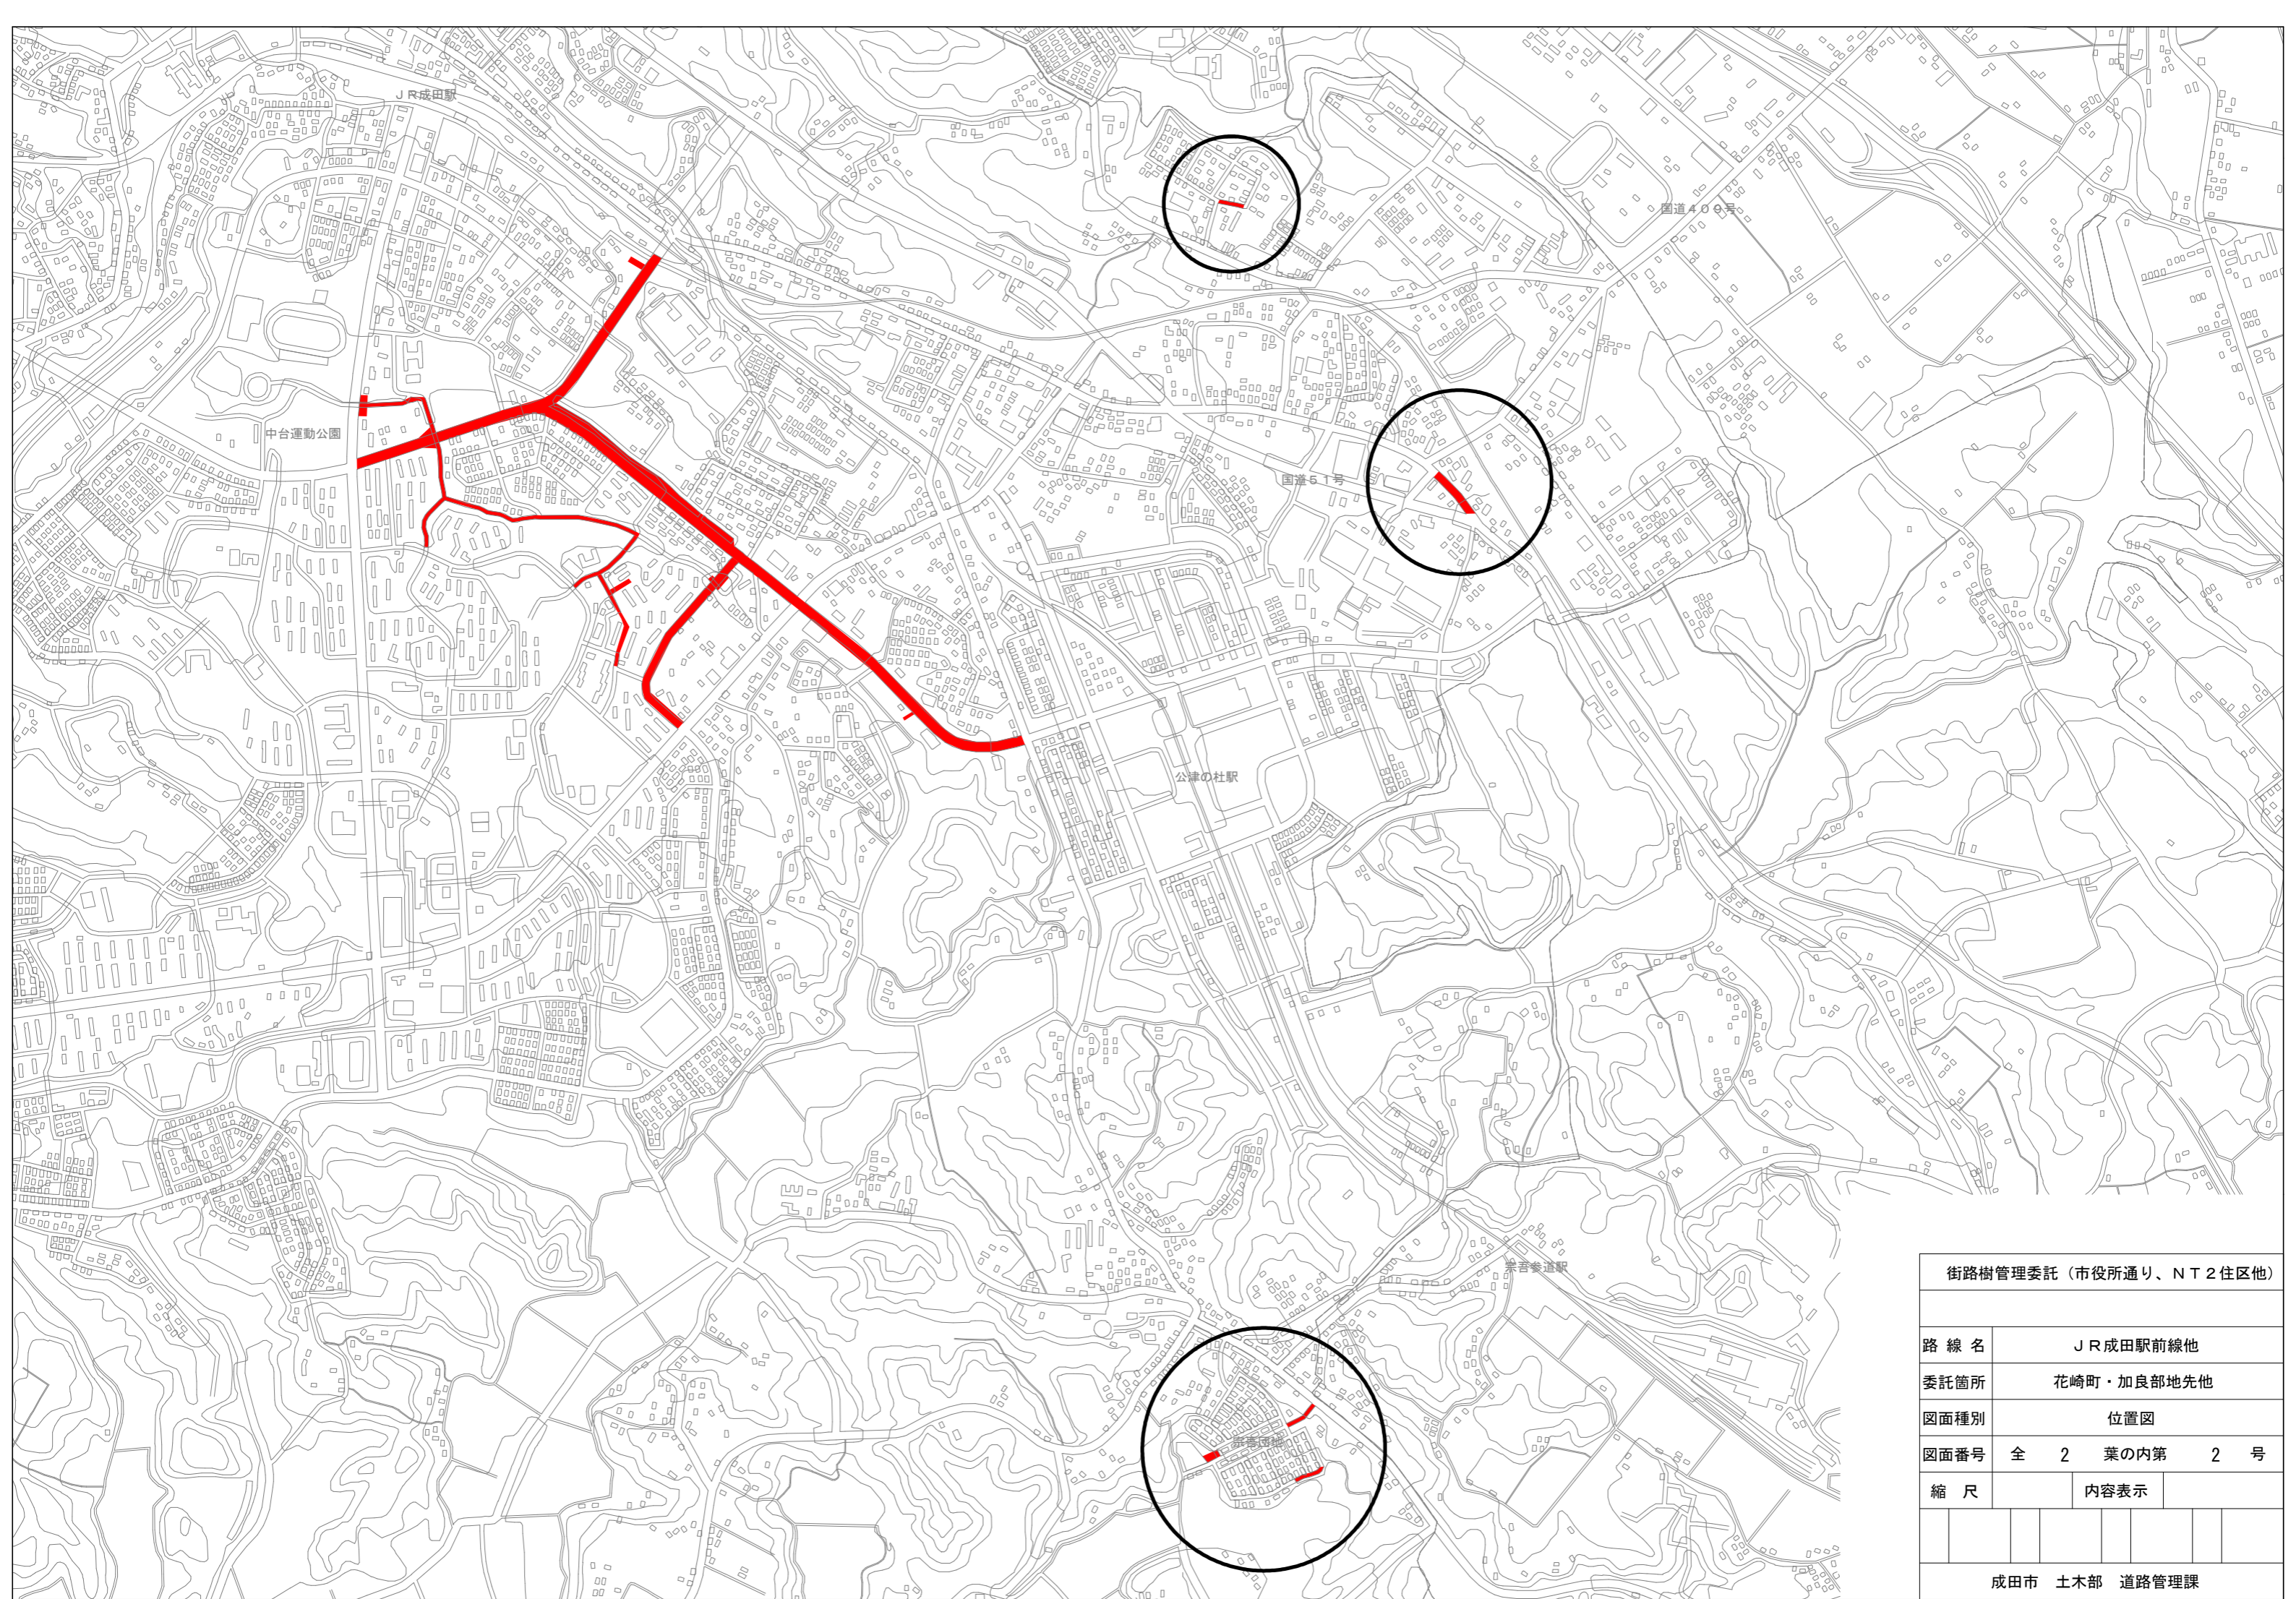 ＪＲ成田駅
国道４０９号
中台運動公園
国道５１号
公津の杜駅
宗吾参道駅
宗吾団地
街路樹管理委託（市役所通り、ＮＴ２住区他）
路線名 ＪＲ成田駅前線他
委託箇所 花崎町・加良部地先他
図面種別 位置図
図面番号 全 2 葉の内第 2 号
縮尺 内容表示
成田市 土木部 道路管理課